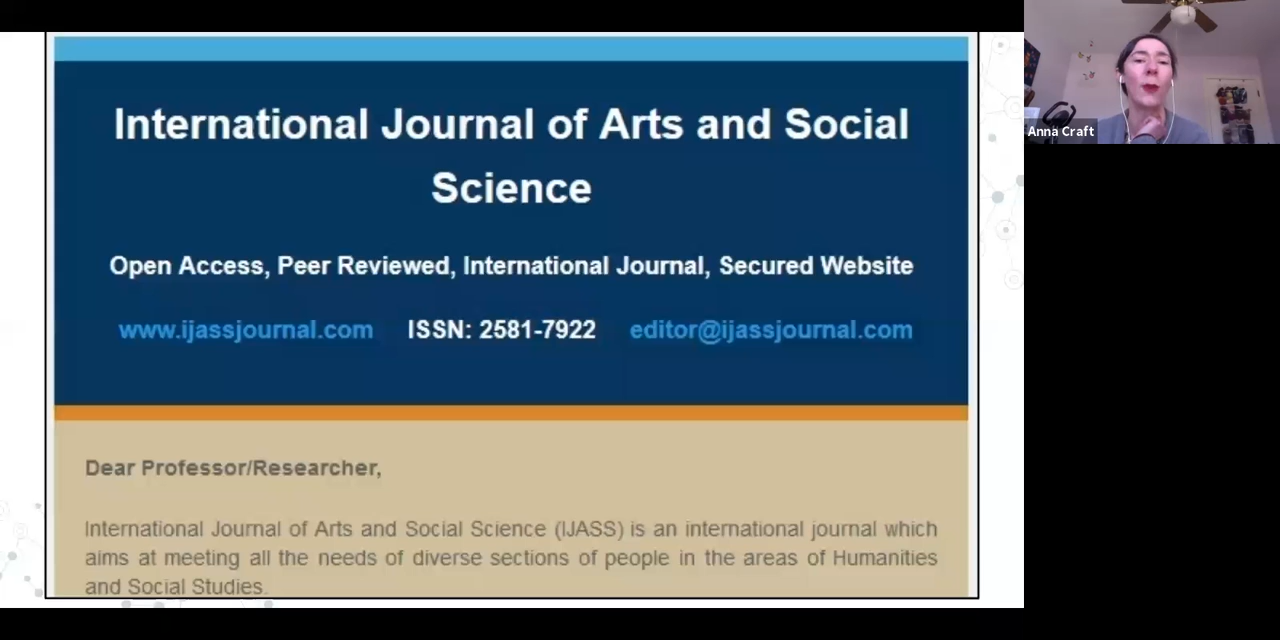 International Journal of Arts and Social
Science
Open Access, Peer Reviewed, International Journal, Secured Website
www.ijassjournal.com ISSN: 2581-7922 editor@ijassjournal.com
Dear Professor/Researcher,
International Journal of Arts and Social Science (IJASS) is an international journal which
aims at meeting all the needs of diverse sections of people in the areas of Humanities
and Social Studies.
Anna Craft